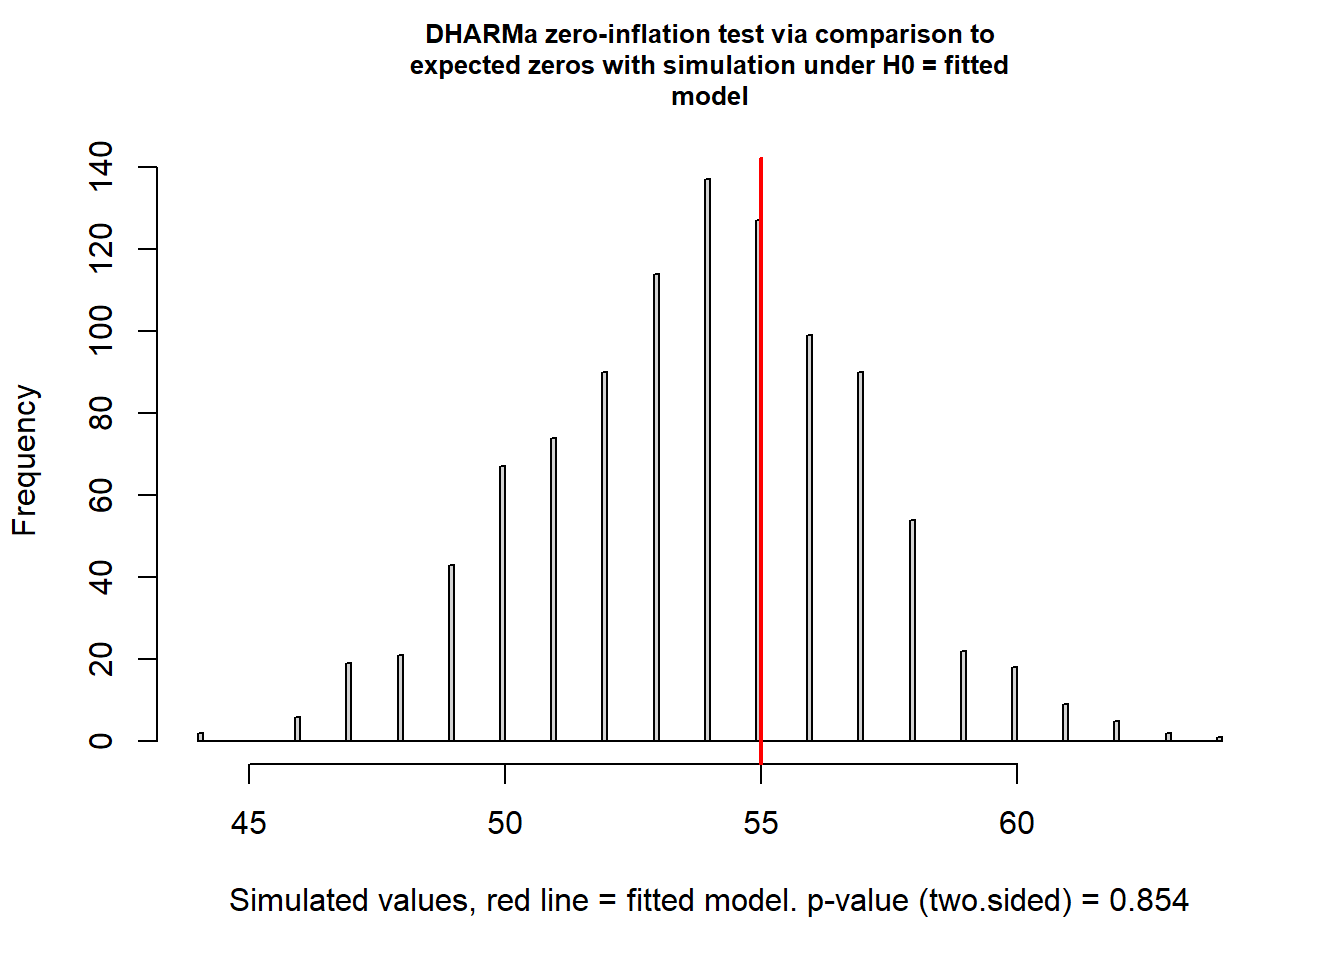 DHARMa zero-inflation test via comparison to
expected zeros with simulation under H0 = fitted
model
Frequency
140
120
100
80
60
40
20
0
45 50 55 60
Simulated values, red line = fitted model. p-value (two.sided) = 0.854